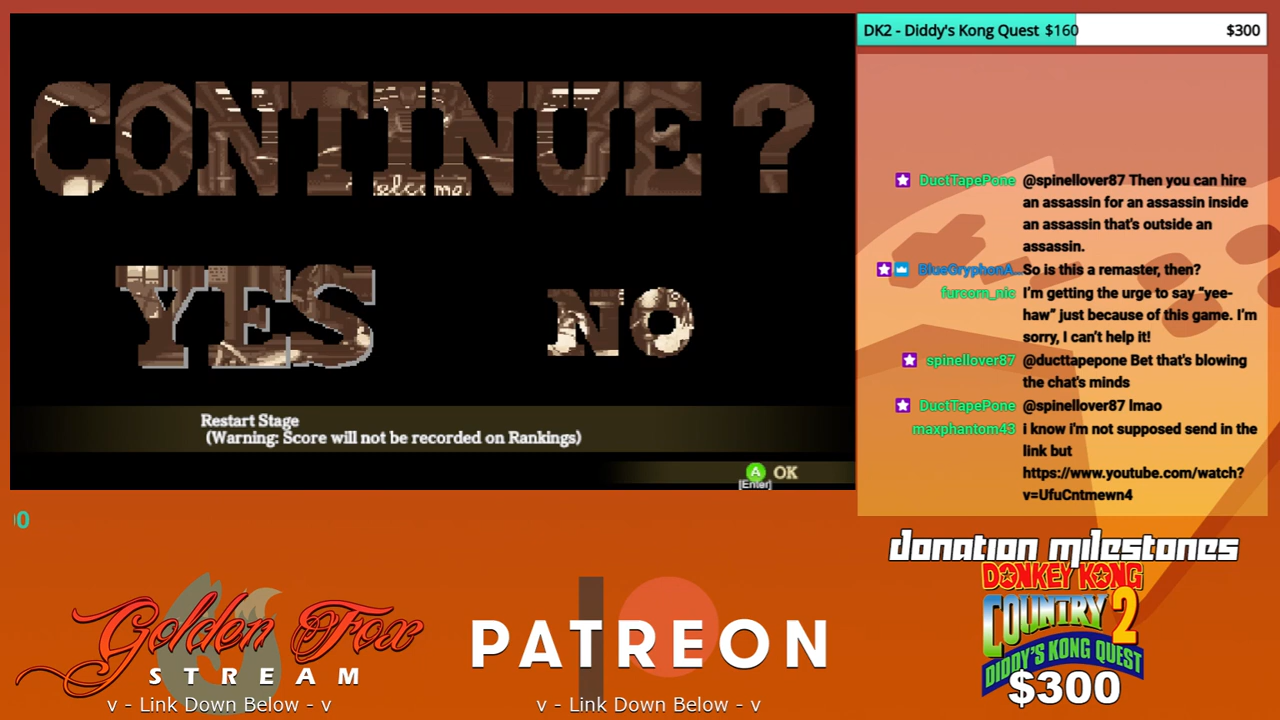 CONTINUE ?
Welcome
YES
NO
Restart Stage
(Warning: Score will not be recorded on Rankings)
A OK
[Enter]
DK2 - Diddy's Kong Quest $160
$300
DuctTapePone @spinellover87 Then you can hire
an assassin for an assassin inside
an assassin that's outside an
assassin.
BlueGryphonA... So is this a remaster, then?
furcorn_nic I'm getting the urge to say “yee-
haw” just because of this game. I'm
sorry, I can't help it!
spinellover87 @ducttapepone Bet that's blowing
the chat's minds
DuctTapePone @spinellover87 lmao
maxphantom43 i know i'm not supposed send in the
link but
https://www.youtube.com/watch?
v=UfuCntmewn4
0
Golden Fox
STREAM
v - Link Down Below - v
PATREON
v - Link Down Below - v
donation milestones
DONKEY KONG
COUNTRY 2
DIDDY'S KONG QUEST
$300